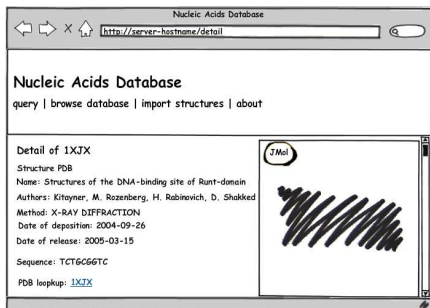 Nucleic Acids Database
X
http://server-hostname/detail
Nucleic Acids Database
query | browse database | import structures | about
Detail of 1XJX
JMol
Structure PDB
Name: Structures of the DNA-binding site of Runt-domain
Authors: Kitayner, M. Rozenberg, H. Rabinovich, D. Shakked
Method: X-RAY DIFFRACTION
Date of deposition: 2004-09-26
Date of release: 2005-03-15
Sequence: TCTGCGGTC
PDB loopkup: 1XJX